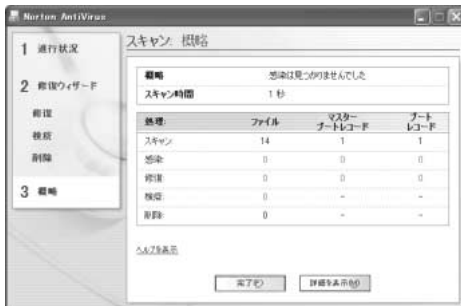 Norton AntiVirus
1 進行状況
2 修復ウィザード
修復
検疫
削除
3 概略
スキャン: 概略
概略 感染は見つかりませんでした
スキャン時間 1 秒
処理: ファイル マスターブートレコード ブートレコード
スキャン: 14 1 1
感染: 0 0 0
修復: 0 0 0
検疫: 0 - -
削除: 0 - -
ヘルプを表示
完了(F) 詳細を表示(M)